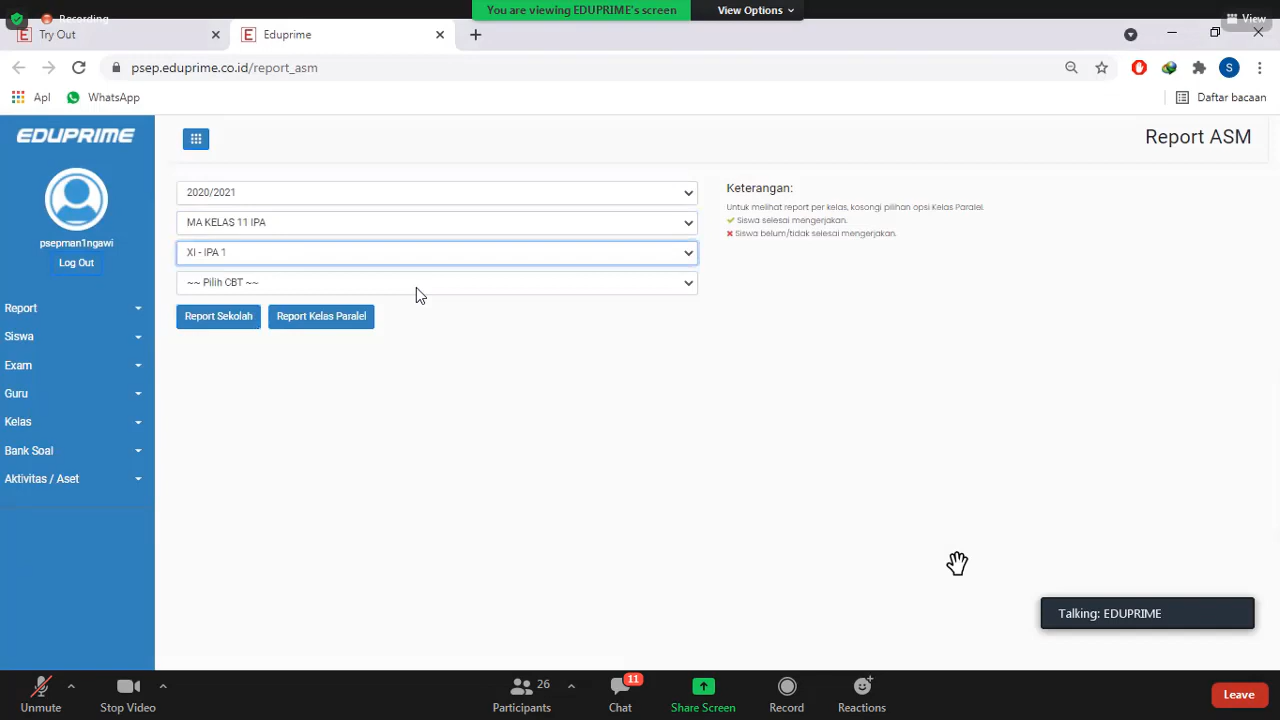 Recording
You are viewing EDUPRIME's screen
View Options
View
Try Out
Eduprime
psep.eduprime.co.id/report_asm
S
Apl
WhatsApp
Daftar bacaan
EDUPRIME
Report ASM
psepman1ngawi
Log Out
Report
Siswa
Exam
Guru
Kelas
Bank Soal
Aktivitas / Aset
2020/2021
MA KELAS 11 IPA
XI - IPA 1
~~ Pilih CBT ~~
Report Sekolah
Report Kelas Paralel
Keterangan:
Untuk melihat report per kelas, kosongi pilihan opsi Kelas Paralel.
Siswa selesai mengerjakan.
Siswa belum/tidak selesai mengerjakan.
Talking: EDUPRIME
Unmute
Stop Video
26
Participants
11
Chat
Share Screen
Record
Reactions
Leave